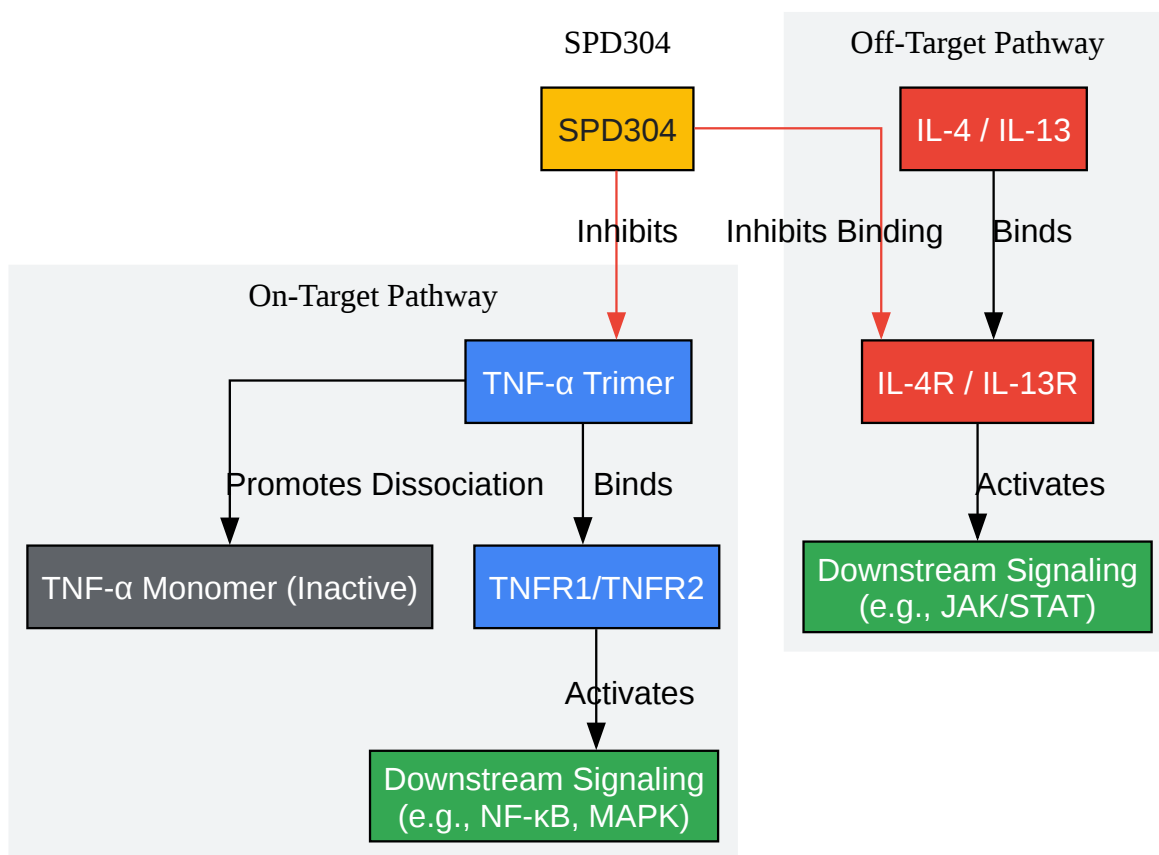 SPD304
Off-Target Pathway
SPD304
IL-4 / IL-13
Inhibits
Inhibits Binding
Binds
On-Target Pathway
TNF-α Trimer
IL-4R / IL-13R
Promotes Dissociation
Binds
Activates
TNF-α Monomer (Inactive)
TNFR1/TNFR2
Downstream Signaling
(e.g., JAK/STAT)
Activates
Downstream Signaling
(e.g., NF-κB, MAPK)